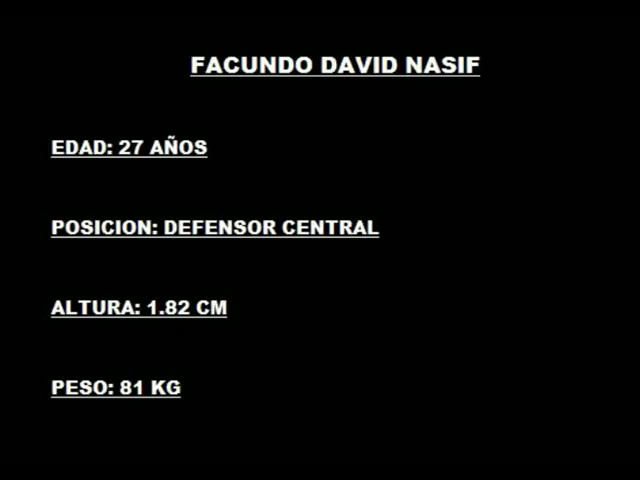 FACUNDO DAVID NASIF
EDAD: 27 AÑOS
POSICION: DEFENSOR CENTRAL
ALTURA: 1.82 CM
PESO: 81 KG